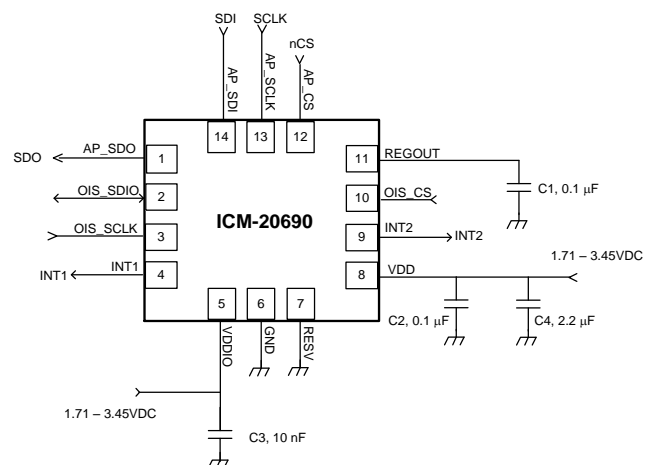 SDI
SCLK
nCS
AP_SDI
AP_SCLK
AP_CS
14
13
12
SDO
AP_SDO
1
11
REGOUT
OIS_SDIO
2
10
OIS_CS
C1, 0.1 µF
ICM-20690
OIS_SCLK
3
9
INT2
INT2
INT1
INT1
4
8
VDD
1.71 – 3.45VDC
5
6
7
VDDIO
GND
RESV
C2, 0.1 µF
C4, 2.2 µF
1.71 – 3.45VDC
C3, 10 nF